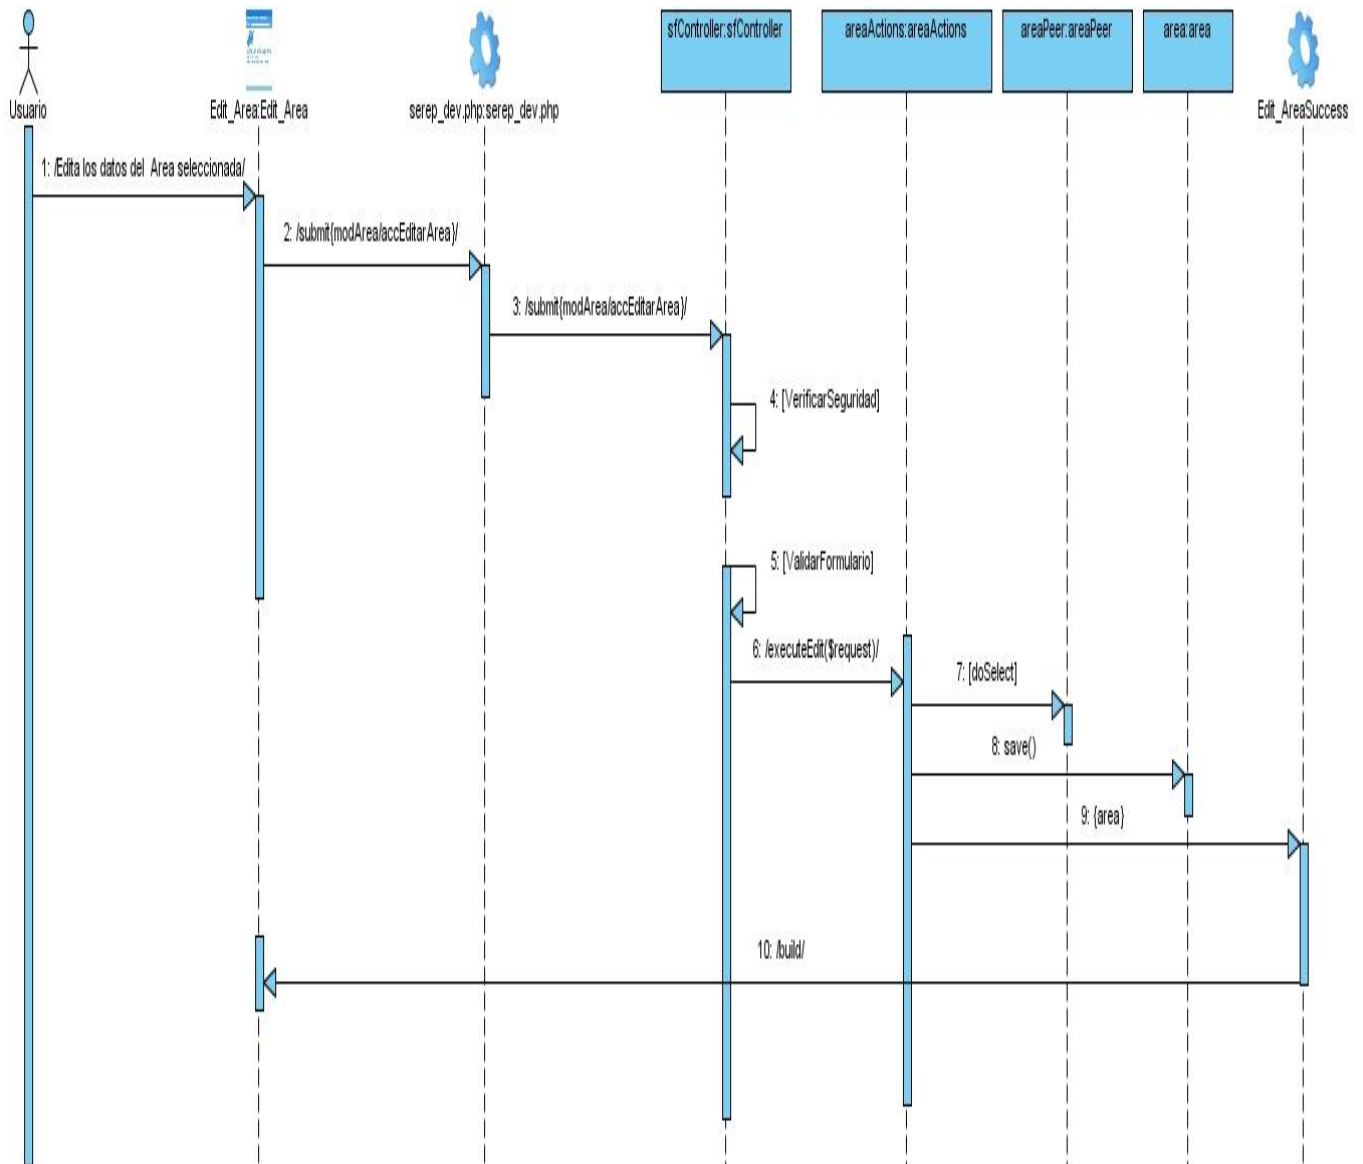 sfController:sfController
areaActions:areaActions
areaPeer:areaPeer
area:area
Usuario
Edit_Area:Edit_Area
serep_dev.php:serep_dev.php
Edit_AreaSuccess
1: /Edita los datos del Area seleccionada/
2: /submit{modArea/accEditarArea}/
3: /submit{modArea/accEditarArea}/
4: [VerificarSeguridad]
5: [ValidarFormulario]
6: /executeEdit($request)/
7: [doSelect]
8: save()
9: {area}
10: /build/